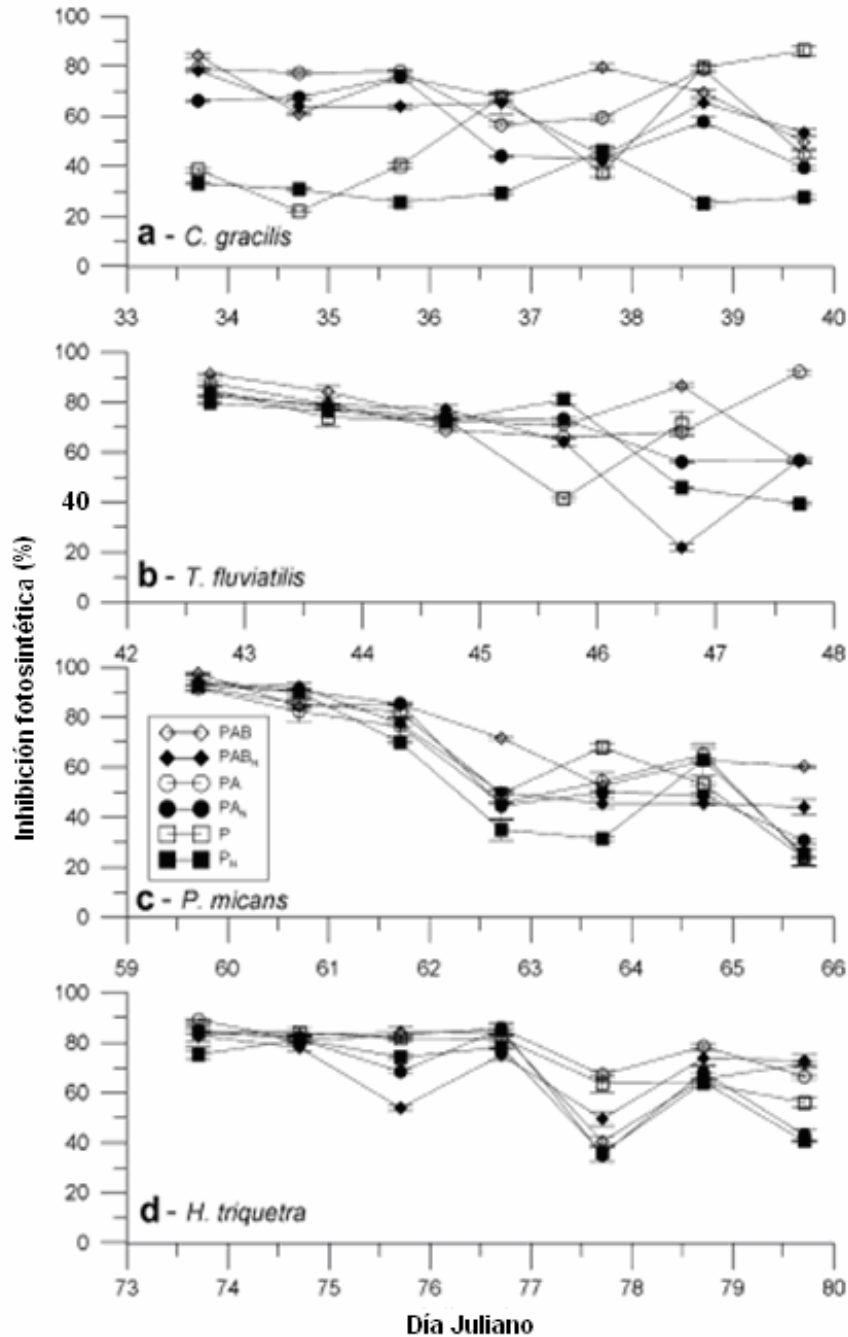 100
80
60
40
20
0
a - C. gracilis
33 34 35 36 37 38 39 40
100
80
60
40
20
0
b - T. fluviatilis
42 43 44 45 46 47 48
Inhibición fotosintética (%)
100
80
60
40
20
0
PAB
PAB_N
PA
PA_N
P
P_N
c - P. micans
59 60 61 62 63 64 65 66
100
80
60
40
20
0
d - H. triquetra
73 74 75 76 77 78 79 80
Día Juliano